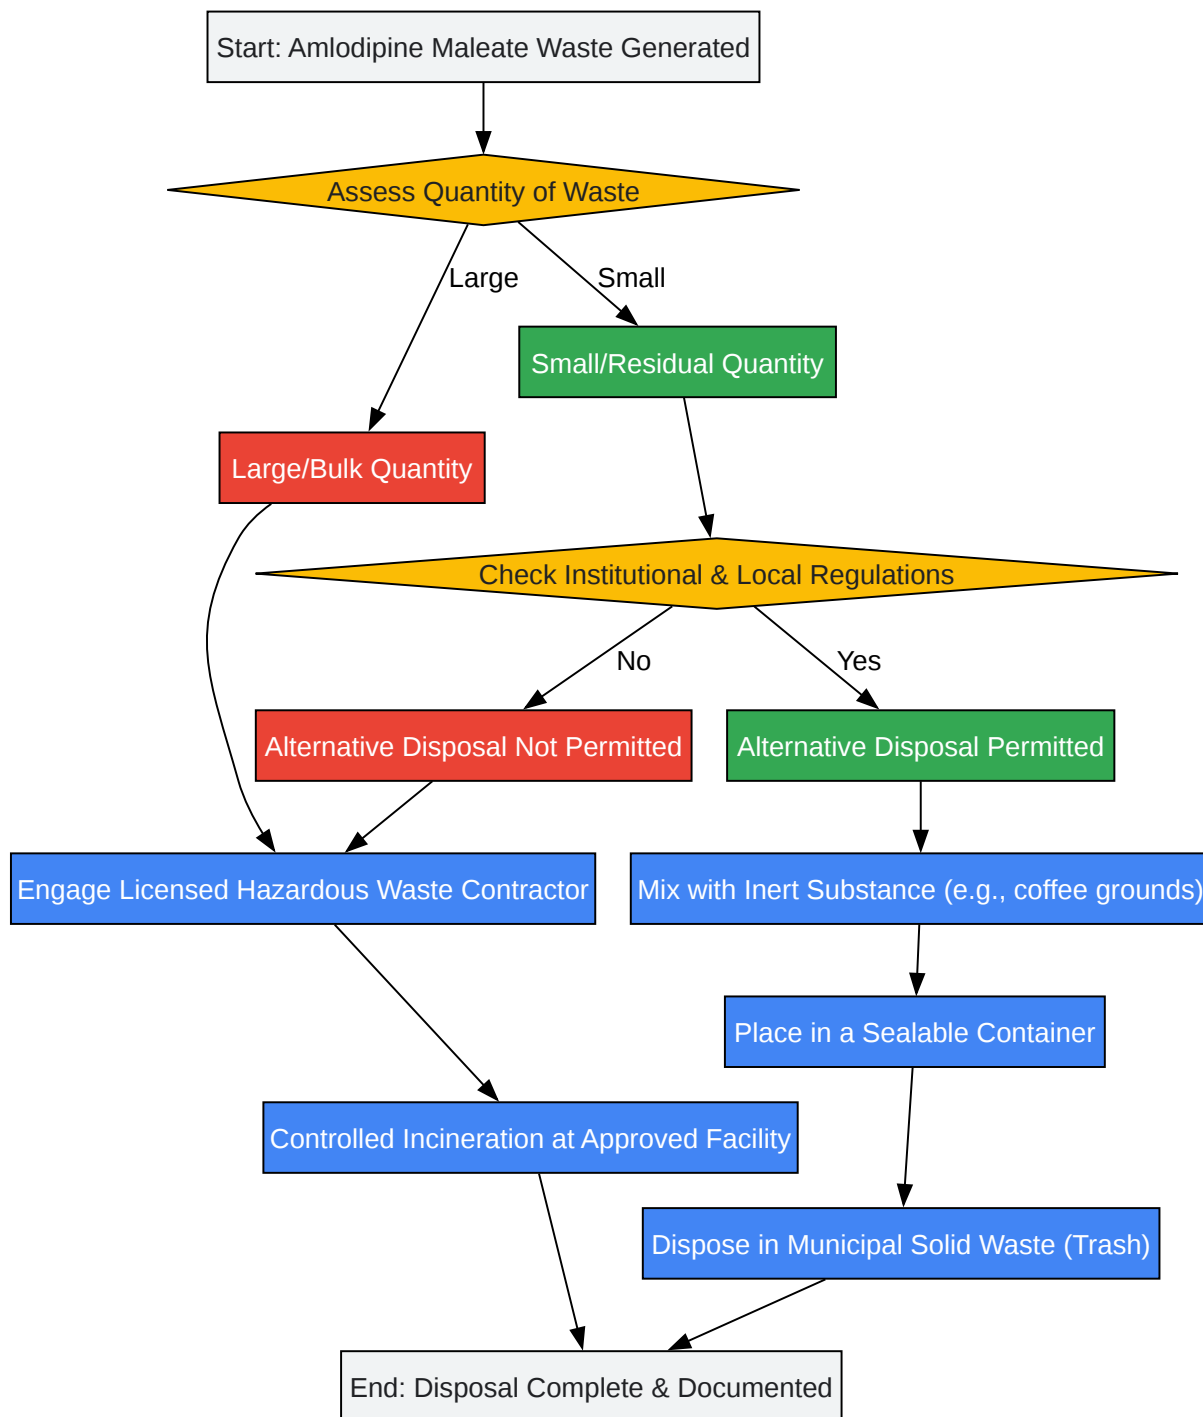 Start: Amlodipine Maleate Waste Generated
Assess Quantity of Waste
Large
Small
Small/Residual Quantity
Large/Bulk Quantity
Check Institutional & Local Regulations
No
Yes
Alternative Disposal Not Permitted
Alternative Disposal Permitted
Engage Licensed Hazardous Waste Contractor
Mix with Inert Substance (e.g., coffee grounds)
Place in a Sealable Container
Controlled Incineration at Approved Facility
Dispose in Municipal Solid Waste (Trash)
End: Disposal Complete & Documented